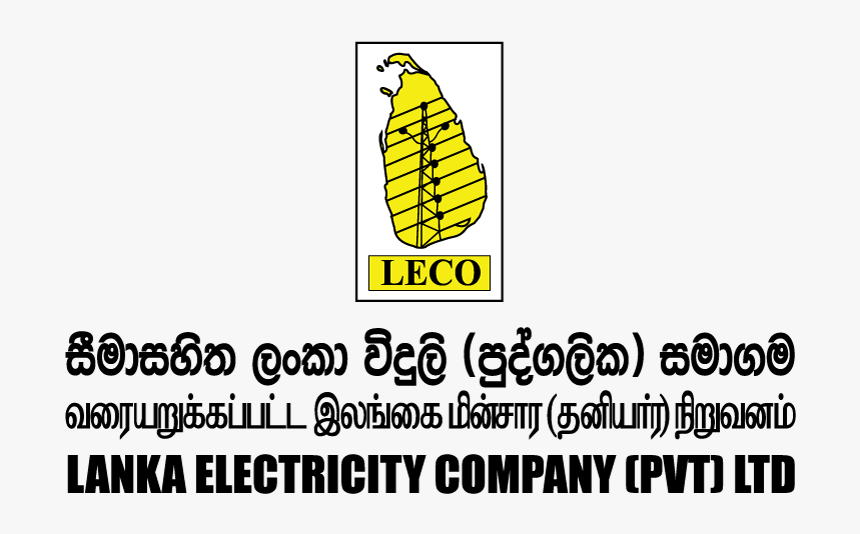 LECO
සීමාසහිත ලංකා විදුලි (පුද්ගලික) සමාගම
வரையறுக்கப்பட்ட இலங்கை மின்சார (தனியார்) நிறுவனம்
LANKA ELECTRICITY COMPANY (PVT) LTD